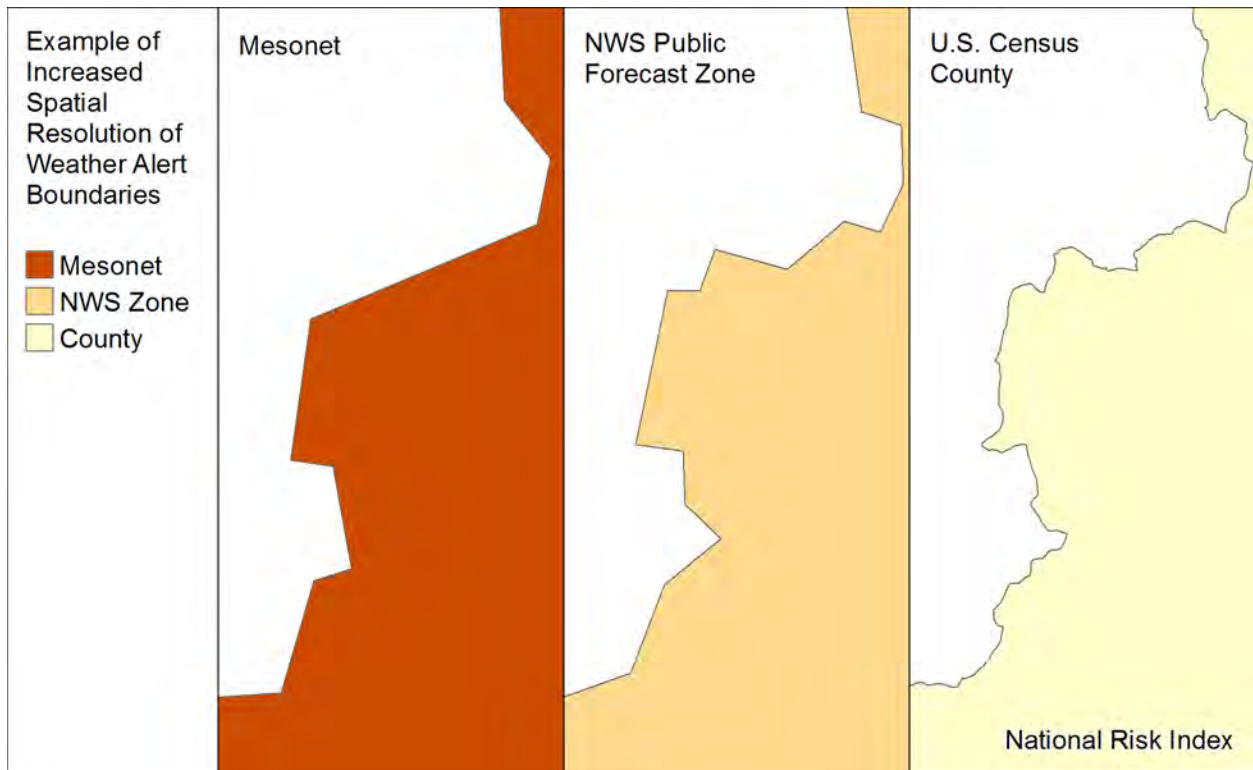 Example of
Increased
Spatial
Resolution of
Weather Alert
Boundaries
Mesonet
NWS Zone
County
Mesonet
NWS Public
Forecast Zone
U.S. Census
County
National Risk Index